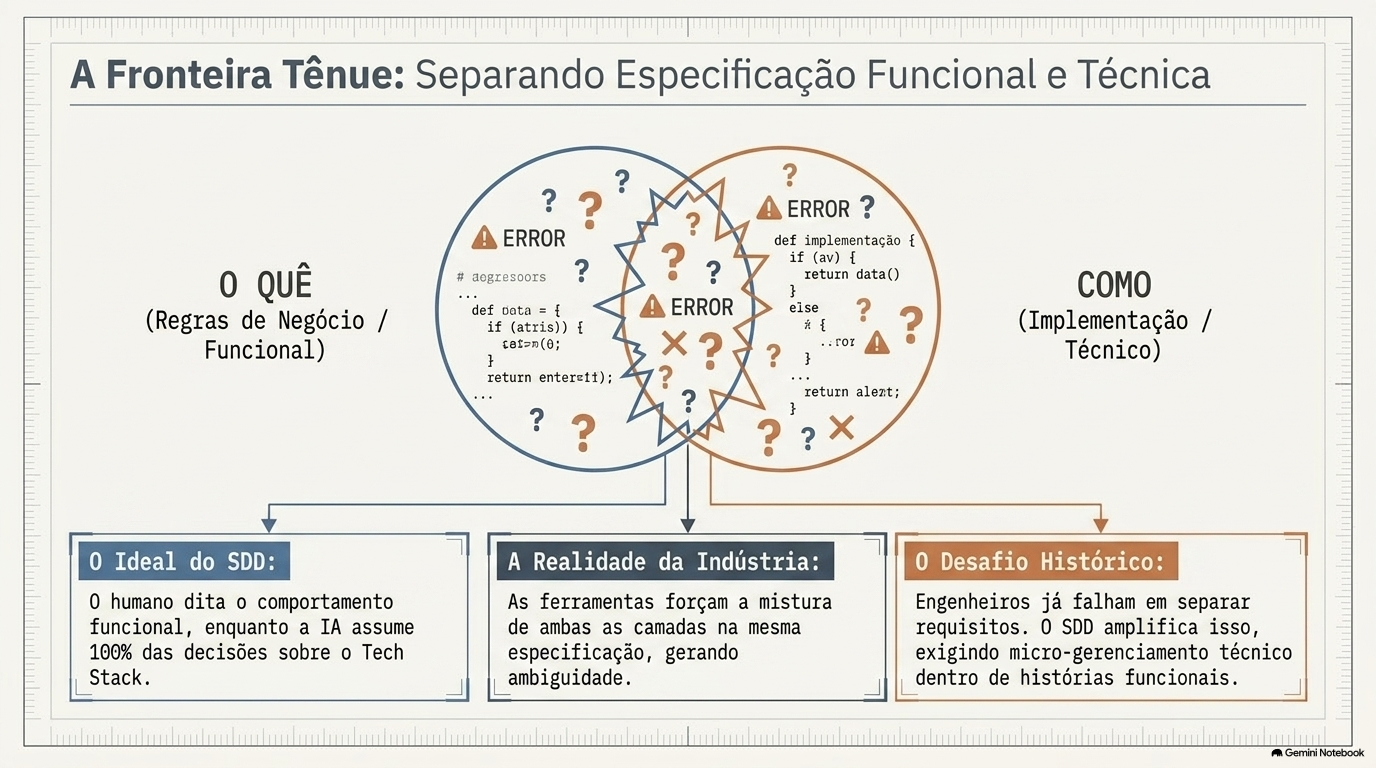 A Fronteira Tênue: Separando Especificação Funcional e Técnica
O QUÊ
(Regras de Negócio /
Funcional)
? ? ?
ERROR
?
#
...
def = {
if (atris)) {
}
return
...
? ?
?
? ?
ERROR
× ?
?
?
?
ERROR ?
def implementação {
if (av) {
return data()
}
else
{
}
...
return
}
? ?
?
? ? ×
COMO
(Implementação /
Técnico)
O Ideal do SDD:
O humano dita o comportamento
funcional, enquanto a IA assume
100% das decisões sobre o Tech
Stack.
A Realidade da Indústria:
As ferramentas forçam a mistura
de ambas as camadas na mesma
especificação, gerando
ambiguidade.
O Desafio Histórico:
Engenheiros já falham em separar
requisitos. O SDD amplifica isso,
exigindo micro-gerenciamento técnico
dentro de histórias funcionais.
Gemini Notebook